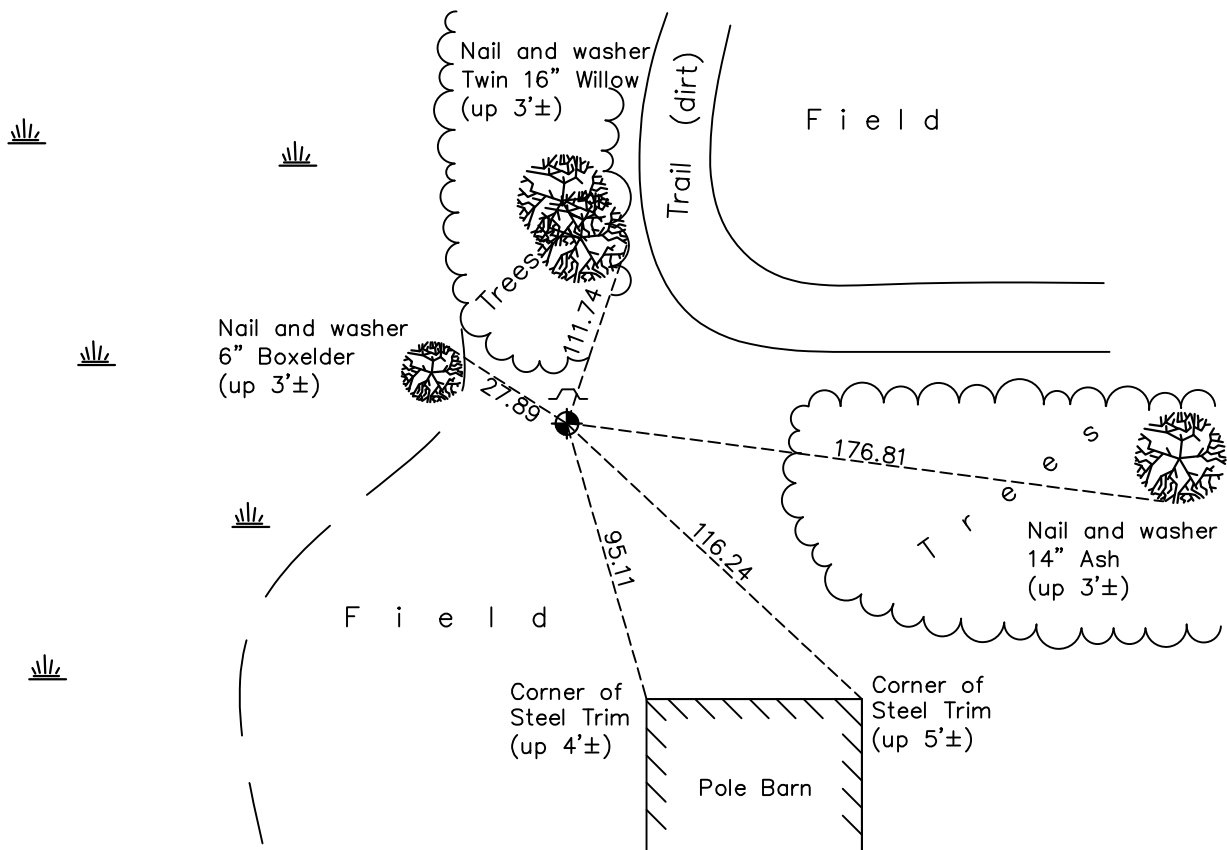 Nail and washer
Twin 16” Willow
(up 3’±)
Trail (dirt)
Field
Trees
111.74
Nail and washer
6” Boxelder
(up 3’±)
27.89
176.81
Trees
Nail and washer
14” Ash
(up 3’±)
95.11
116.24
Field
Corner of
Steel Trim
(up 4’±)
Corner of
Steel Trim
(up 5’±)
Pole Barn